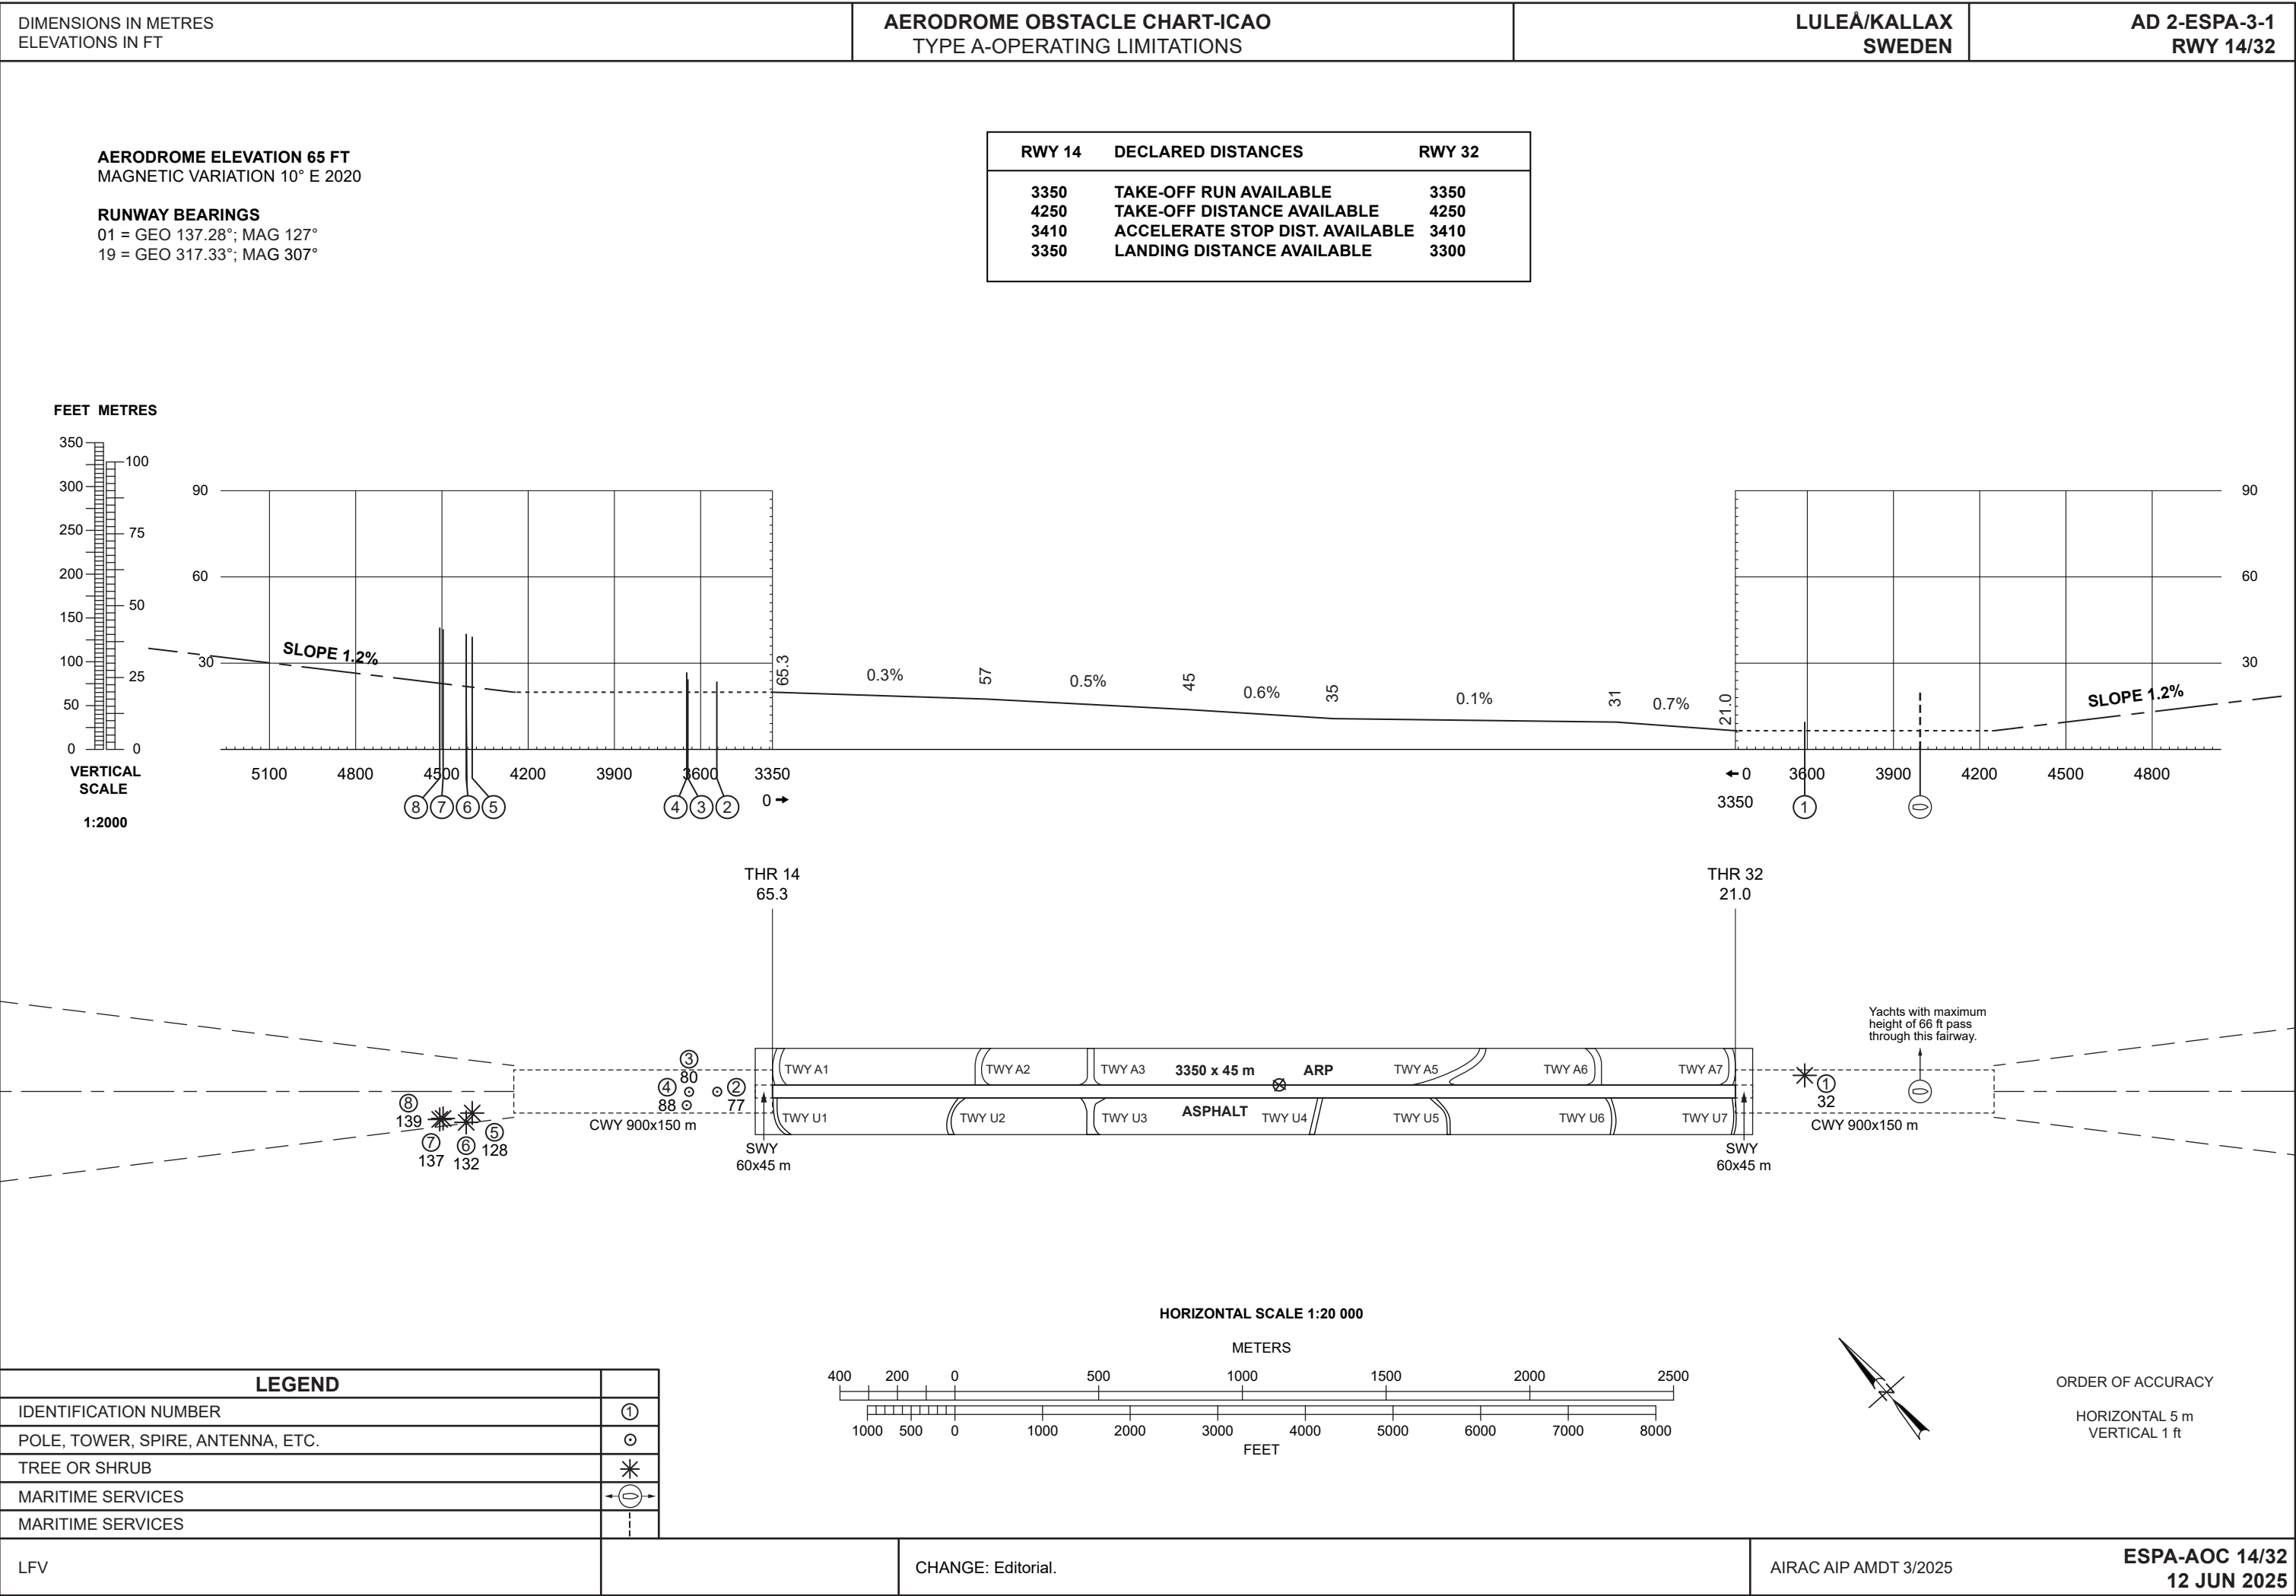 DIMENSIONS IN METRES
ELEVATIONS IN FT
AERODROME OBSTACLE CHART-ICAO
TYPE A-OPERATING LIMITATIONS
LULEÅ/KALLAX
SWEDEN
AD 2-ESPA-3-1
RWY 14/32
AERODROME ELEVATION 65 FT
MAGNETIC VARIATION 10° E 2020
RUNWAY BEARINGS
01 = GEO 137.28°; MAG 127°
19 = GEO 317.33°; MAG 307°
RWY 14 DECLARED DISTANCES RWY 32
3350 TAKE-OFF RUN AVAILABLE 3350
4250 TAKE-OFF DISTANCE AVAILABLE 4250
3410 ACCELERATE STOP DIST. AVAILABLE 3410
3350 LANDING DISTANCE AVAILABLE 3300
FEET METRES
350
300
250
200
150
100
50
0
100
75
50
25
0
VERTICAL
SCALE
1:2000
90
60
30
SLOPE 1.2%
5100 4800 4500 4200 3900 3600 3350
8 7 6 5 4 3 2 0
65.3 0.3% 57 0.5% 45 0.6% 35 0.1% 31 0.7% 21.0
90
60
30
SLOPE 1.2%
0 3600 3900 4200 4500 4800
3350
1
THR 14
65.3
THR 32
21.0
Yachts with maximum
height of 66 ft pass
through this fairway.
TWY A1 TWY A2 TWY A3 3350 x 45 m ARP TWY A5 TWY A6 TWY A7
TWY U1 TWY U2 TWY U3 ASPHALT TWY U4 TWY U5 TWY U6 TWY U7
3
80
4
88
2
77
8
139
7
137
6
132
5
128
CWY 900x150 m
SWY
60x45 m
1
32
CWY 900x150 m
SWY
60x45 m
HORIZONTAL SCALE 1:20 000
METERS
400 200 0 500 1000 1500 2000 2500
1000 500 0 1000 2000 3000 4000 5000 6000 7000 8000
FEET
ORDER OF ACCURACY
HORIZONTAL 5 m
VERTICAL 1 ft
LEGEND
IDENTIFICATION NUMBER 1
POLE, TOWER, SPIRE, ANTENNA, ETC.
TREE OR SHRUB
MARITIME SERVICES
MARITIME SERVICES
LFV
CHANGE: Editorial.
AIRAC AIP AMDT 3/2025
ESPA-AOC 14/32
12 JUN 2025